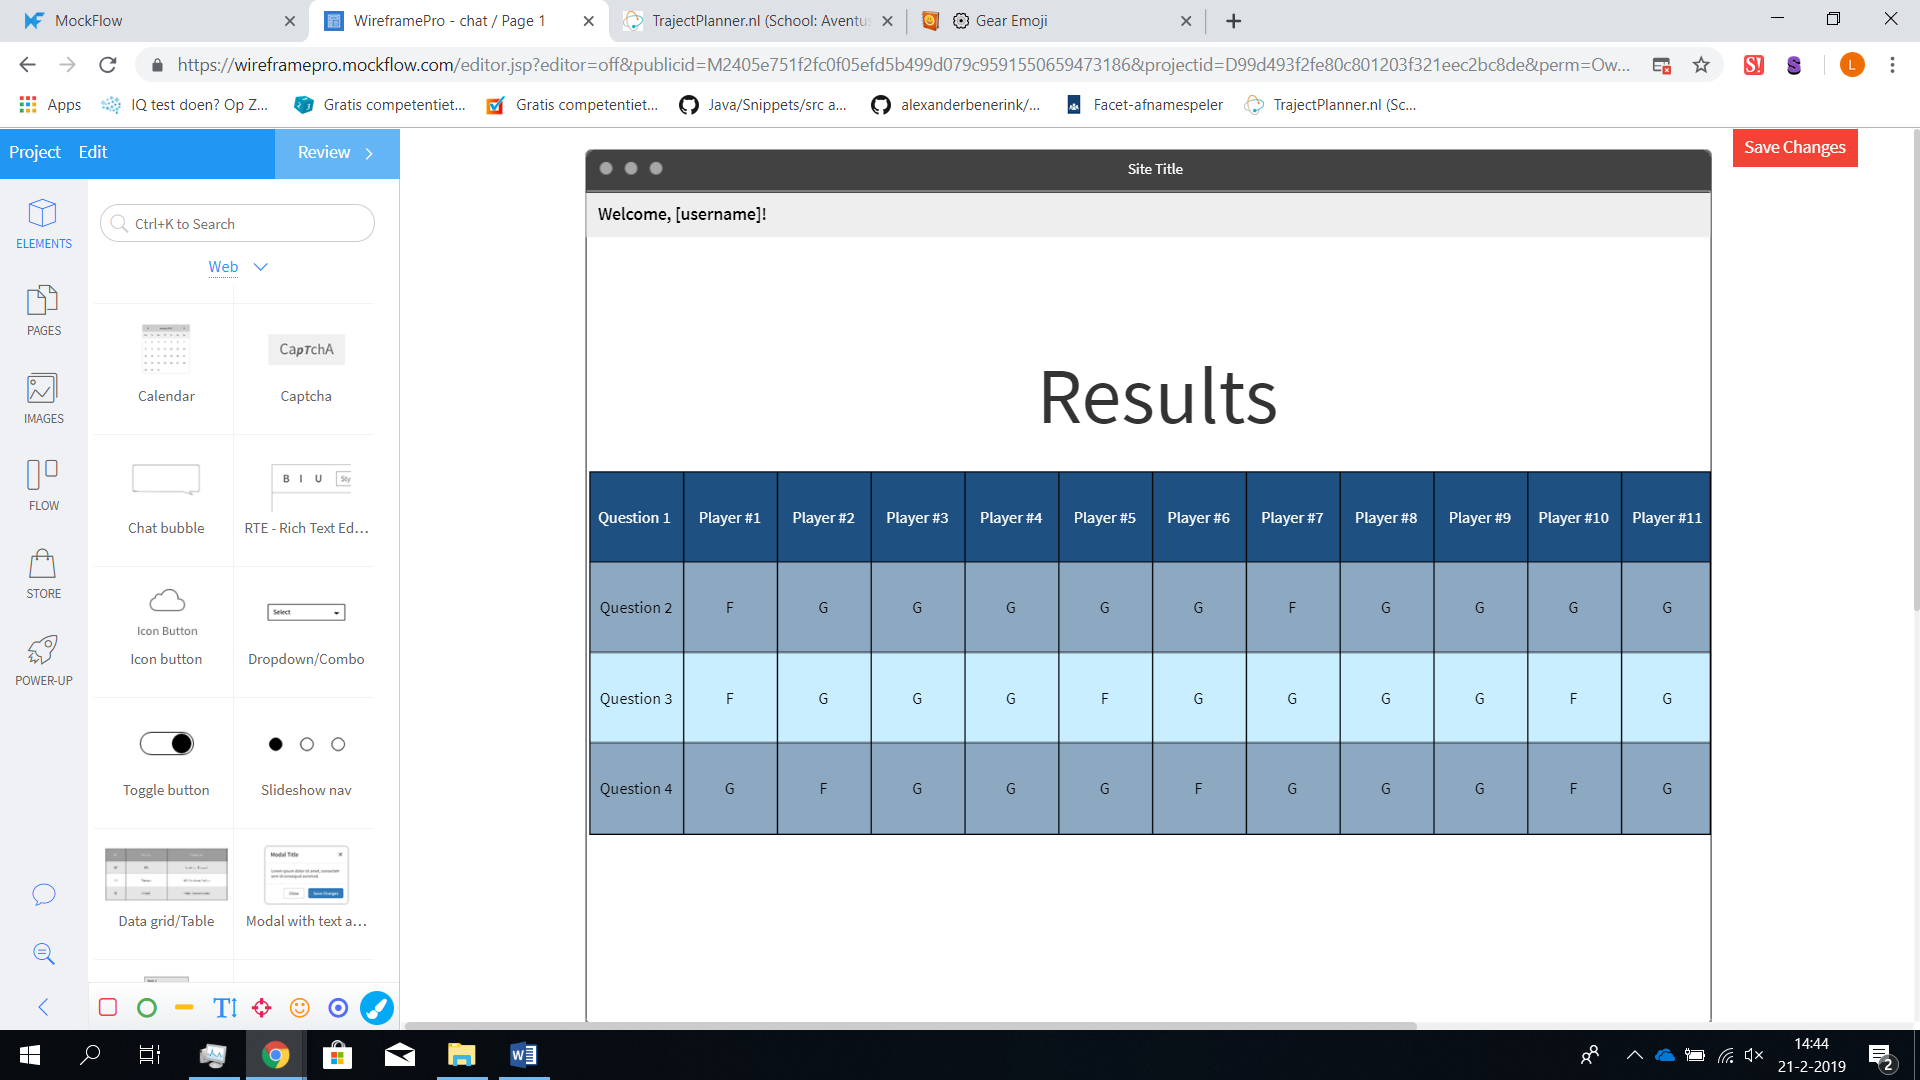 MockFlow
WireframePro - chat / Page 1
TrajectPlanner.nl (School: Aventus
Gear Emoji
https://wireframepro.mockflow.com/editor.jsp?editor=off&publicid=M2405e751f2fc0f05efd5b499d079c9591550659473186&projectid=D99d493f2fe80c801203f321eec2bc8de&perm=Ow...
Apps
IQ test doen? Op Z...
Gratis competentiet...
Gratis competentiet...
Java/Snippets/src a...
alexanderbenerink/...
Facet-afnamespeler
TrajectPlanner.nl (Sc...
Project Edit Review
Save Changes
ELEMENTS
PAGES
IMAGES
FLOW
STORE
POWER-UP
Ctrl+K to Search
Web
Calendar
CapTchA
Captcha
Chat bubble
B I U Sty
RTE - Rich Text Ed...
Icon Button
Icon button
Select
Dropdown/Combo
Toggle button
Slideshow nav
Data grid/Table
Modal Title
Close
Save Changes
Modal with text a...
Site Title
Welcome, [username]!
Results
Question 1 Player #1 Player #2 Player #3 Player #4 Player #5 Player #6 Player #7 Player #8 Player #9 Player #10 Player #11
Question 2 F G G G G G F G G G G
Question 3 F G G G F G G G G F G
Question 4 G F G G G F G G G F G
14:44
21-2-2019
2